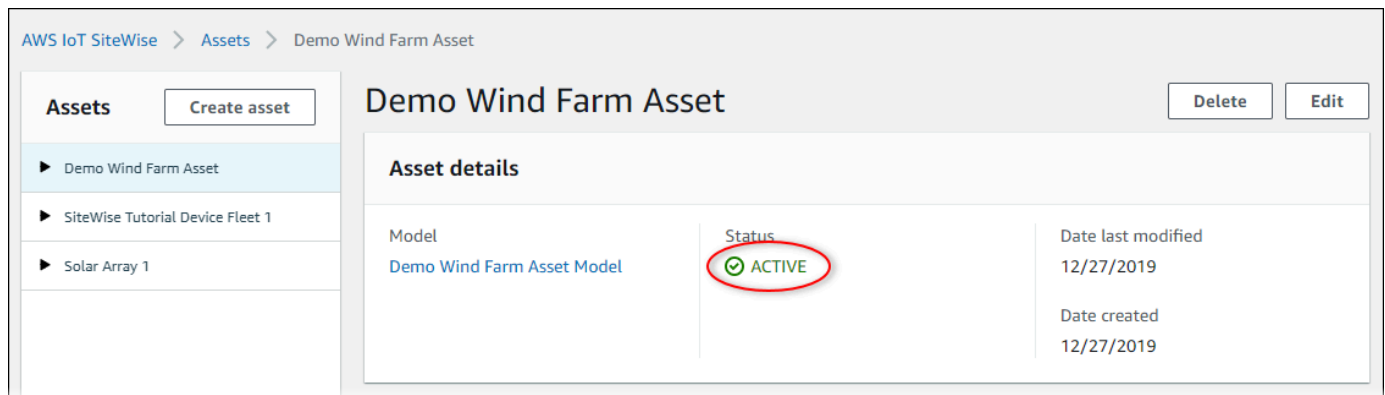 AWS IoT SiteWise > Assets > Demo Wind Farm Asset
Assets
Create asset
Demo Wind Farm Asset
SiteWise Tutorial Device Fleet 1
Solar Array 1
Demo Wind Farm Asset
Delete
Edit
Asset details
Model
Demo Wind Farm Asset Model
Status
ACTIVE
Date last modified
12/27/2019
Date created
12/27/2019